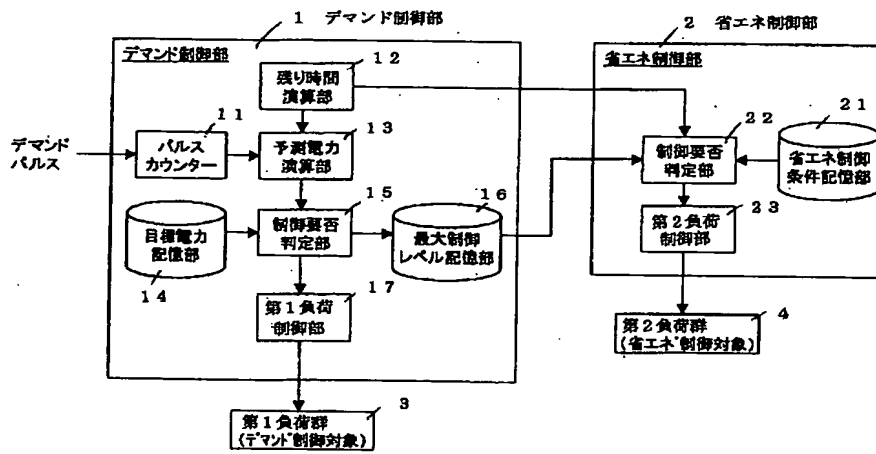 1 デマンド制御部
デマンド制御部
12
残り時間
演算部
11
デマンド
パルス
パルス
カウンター
13
予測電力
演算部
15
制御要否
判定部
14
目標電力
記憶部
16
最大制御
レベル記憶部
17
第1負荷
制御部
3
第1負荷群
(デマンド制御対象)
2 省エネ制御部
省エネ制御部
21
省エネ制御
条件記憶部
22
制御要否
判定部
23
第2負荷
制御部
4
第2負荷群
(省エネ制御対象)